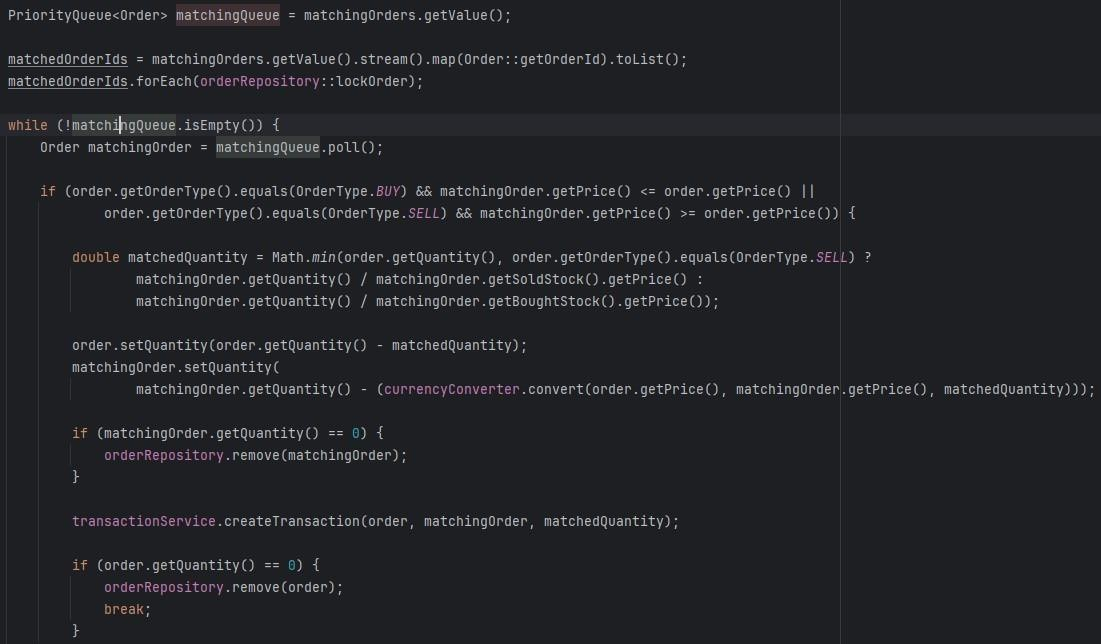 PriorityQueue<Order> matchingQueue = matchingOrders.getValue();
matchedOrderIds = matchingOrders.getValue().stream().map(Order::getOrderId).toList();
matchedOrderIds.forEach(orderRepository::lockOrder);
while (!matchingQueue.isEmpty()) {
Order matchingOrder = matchingQueue.poll();
if (order.getOrderType().equals(OrderType.BUY) && matchingOrder.getPrice() <= order.getPrice() ||
order.getOrderType().equals(OrderType.SELL) && matchingOrder.getPrice() >= order.getPrice()) {
double matchedQuantity = Math.min(order.getQuantity(), order.getOrderType().equals(OrderType.SELL) ?
matchingOrder.getQuantity() / matchingOrder.getSoldStock().getPrice() :
matchingOrder.getQuantity() / matchingOrder.getBoughtStock().getPrice());
order.setQuantity(order.getQuantity() - matchedQuantity);
matchingOrder.setQuantity(
matchingOrder.getQuantity() - (currencyConverter.convert(order.getPrice(), matchingOrder.getPrice(), matchedQuantity)));
if (matchingOrder.getQuantity() == 0) {
orderRepository.remove(matchingOrder);
}
transactionService.createTransaction(order, matchingOrder, matchedQuantity);
if (order.getQuantity() == 0) {
orderRepository.remove(order);
break;
}